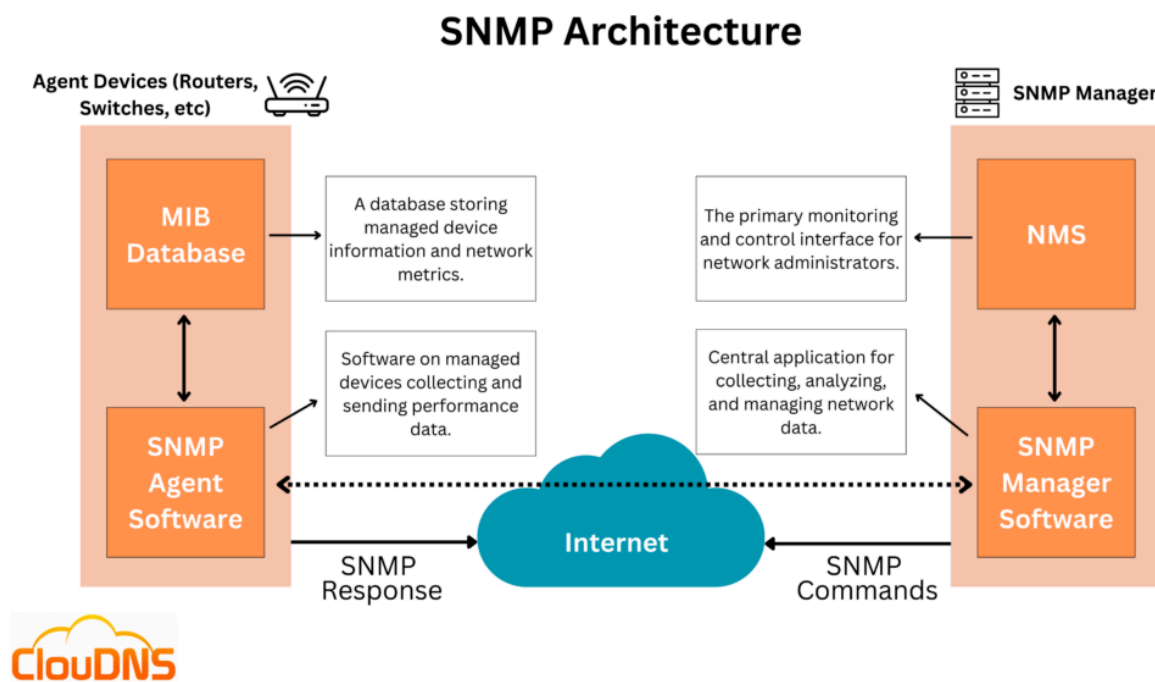 SNMP Architecture
Agent Devices (Routers,
Switches, etc)
SNMP Manager
MIB
Database
A database storing
managed device
information and network
metrics.
The primary monitoring
and control interface for
network administrators.
NMS
Software on managed
devices collecting and
sending performance
data.
Central application for
collecting, analyzing,
and managing network
data.
SNMP
Agent
Software
SNMP
Manager
Software
Internet
SNMP
Response
SNMP
Commands
ClouDNS